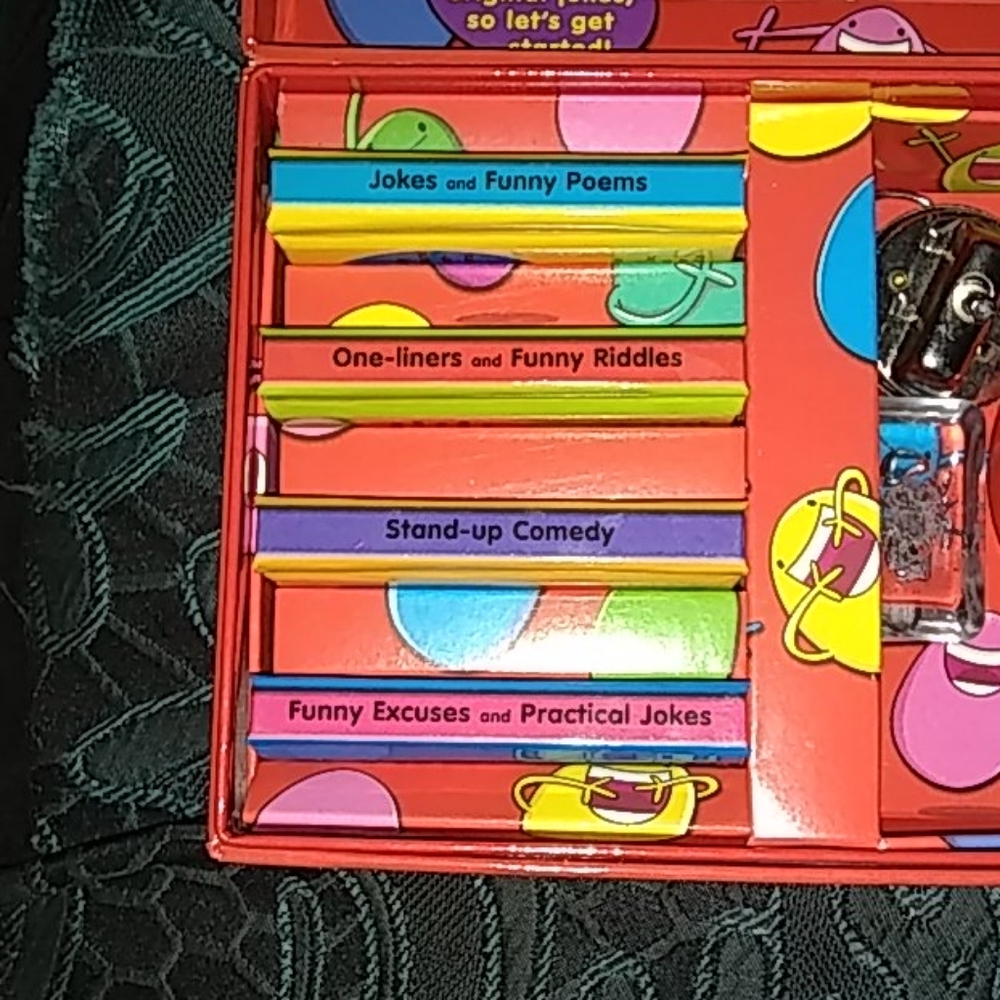 so let's get
started!
Jokes and Funny Poems
One-liners and Funny Riddles
Stand-up Comedy
Funny Excuses and Practical Jokes